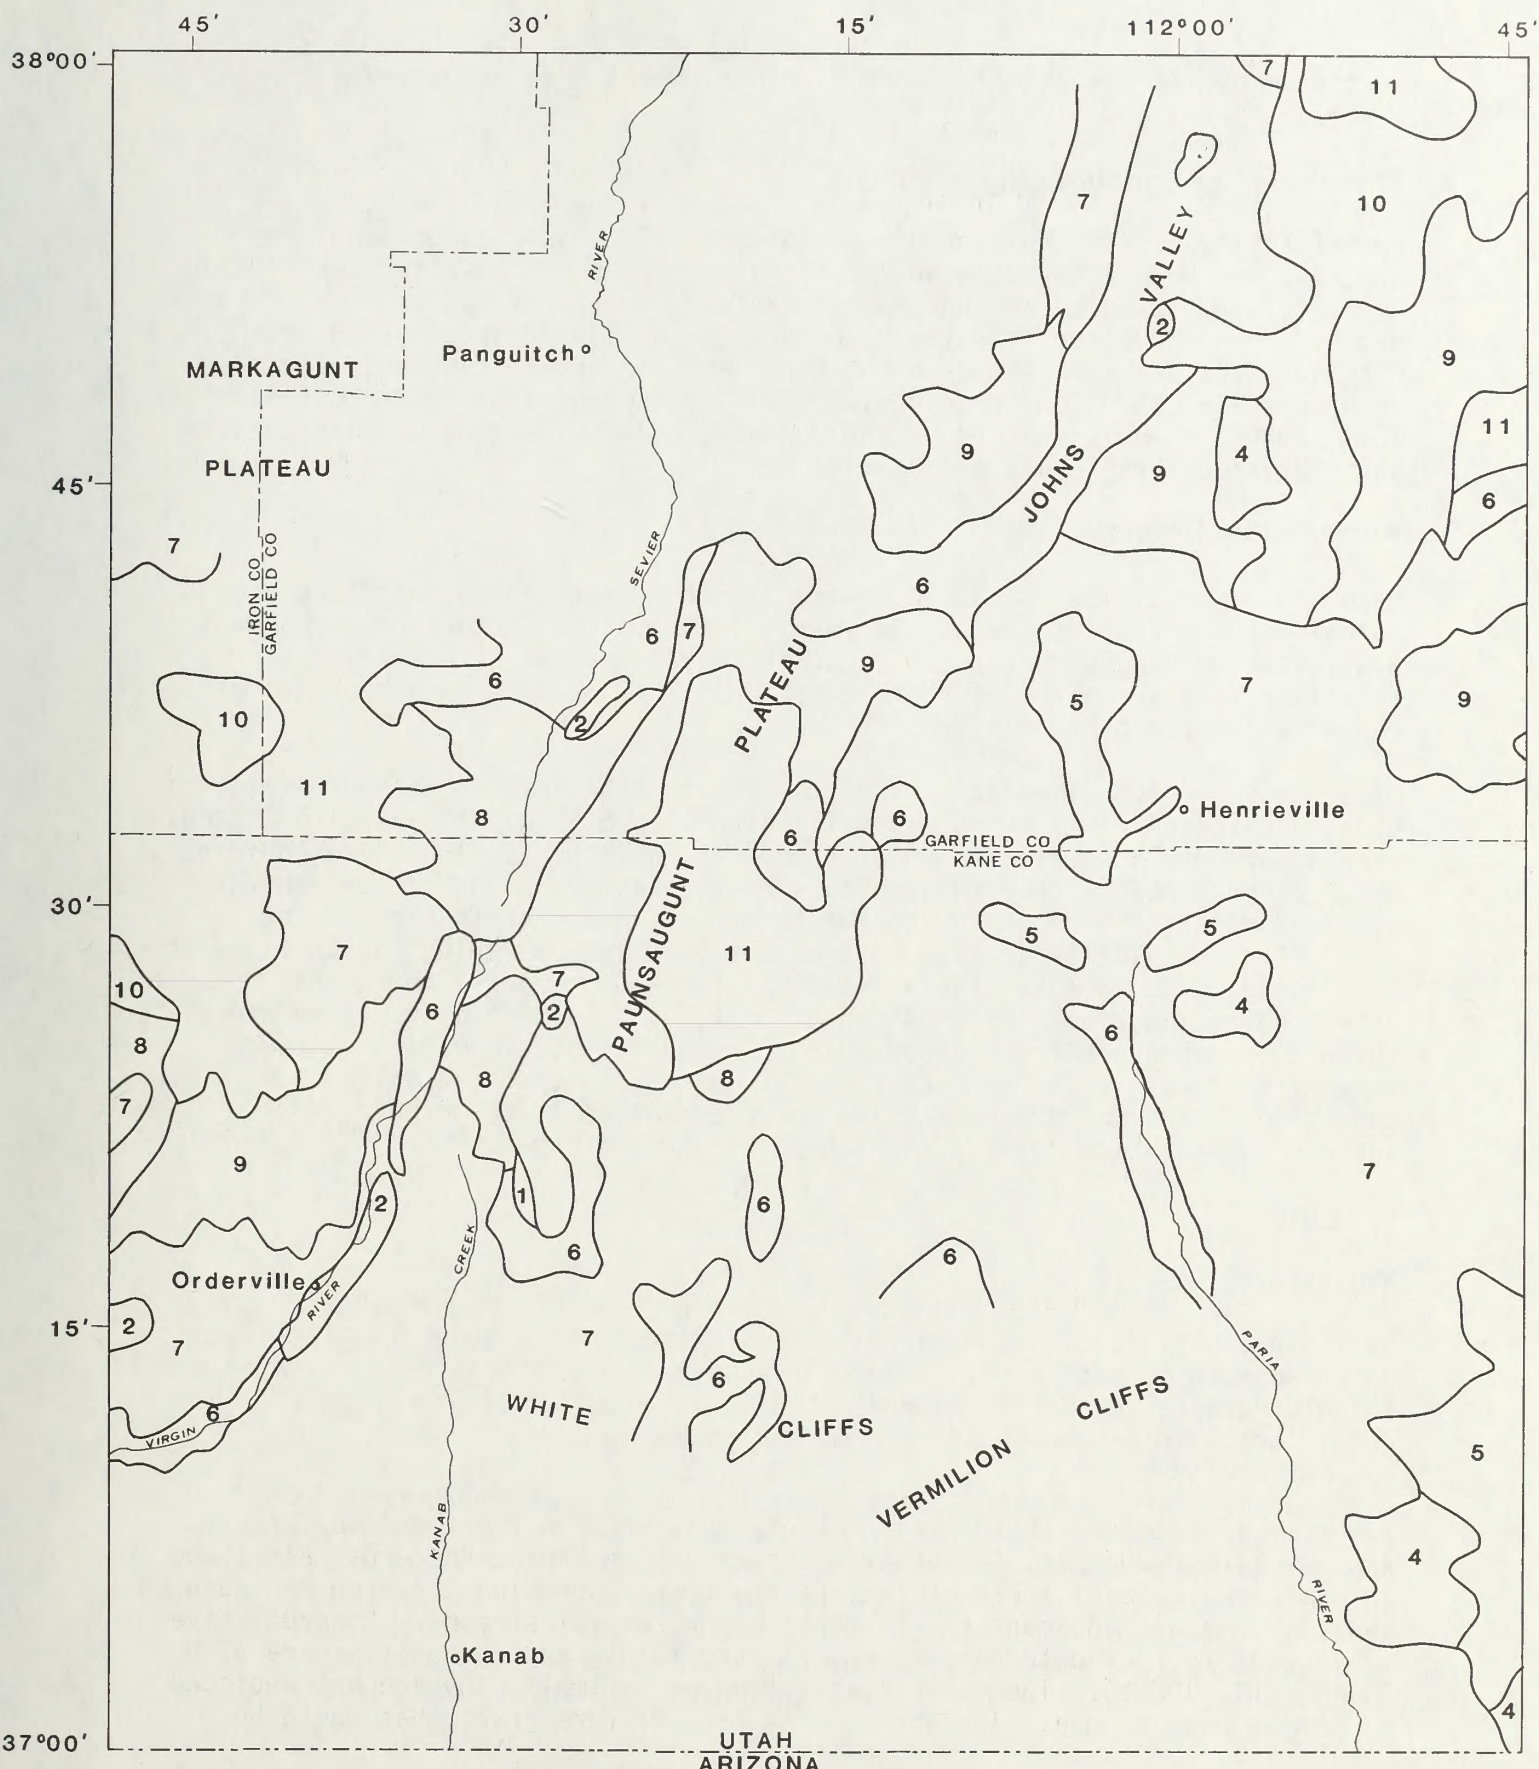 45' 30' 15' 112°00' 45'
38°00'
7
11
7
10
VALLEY
RIVER
2
Panguitch
9
MARKAGUNT
11
PLATEAU
9
4
9
45'
JOHNS
6
7
SEVIER
6
IRON CO
GARFIELD CO
6
7
9
6
7
9
PLATEAU
5
10
2
11
8
6
6
Henrieville
GARFIELD CO
KANE CO
30'
7
PAUNSAUGUNT
11
5
5
10
7
6
2
4
6
8
8
8
7
9
7
2
1
6
6
CREEK
6
Orderville
RIVER
2
15'
7
7
PARIA
6
WHITE
CLIFFS
CLIFFS
6
VIRGIN
5
VERMILION
KANAB
4
RIVER
Kanab
4
37°00'
UTAH
ARIZONA